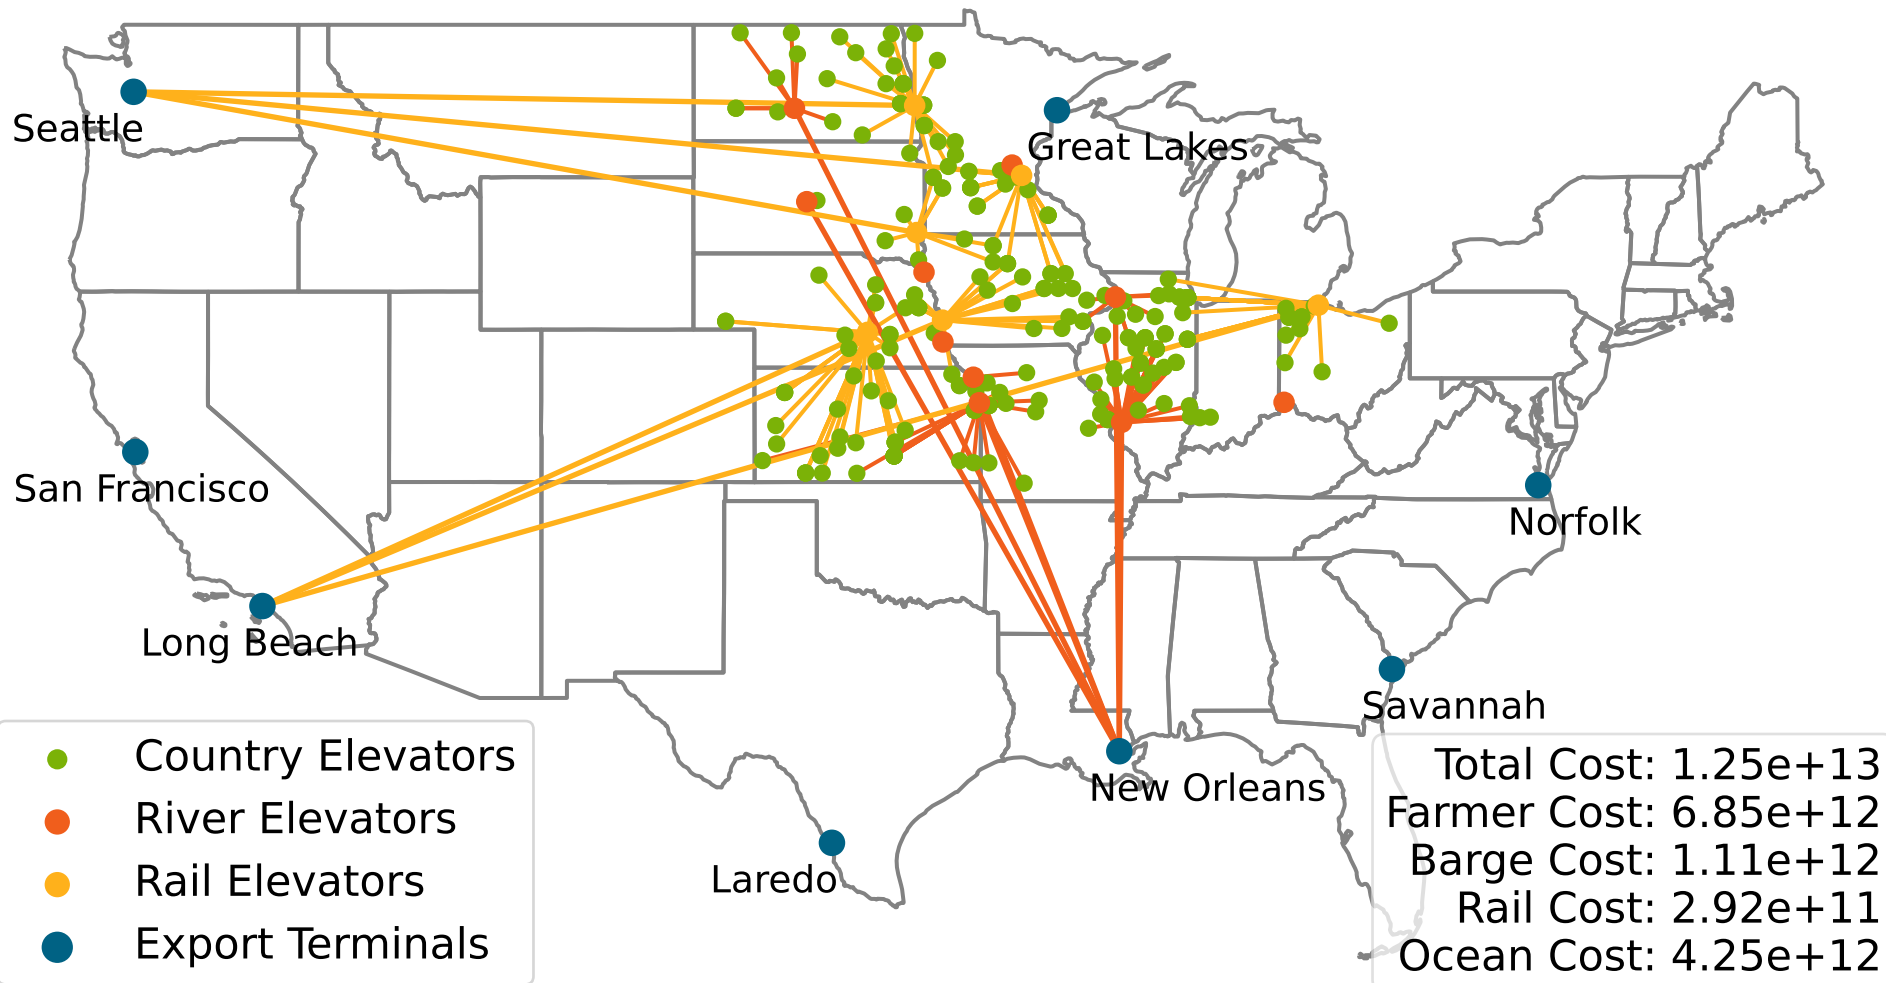 Seattle
Great Lakes
San Francisco
Norfolk
Long Beach
Savannah
New Orleans
Laredo
Country Elevators
River Elevators
Rail Elevators
Export Terminals
Total Cost: 1.25e+13
Farmer Cost: 6.85e+12
Barge Cost: 1.11e+12
Rail Cost: 2.92e+11
Ocean Cost: 4.25e+12